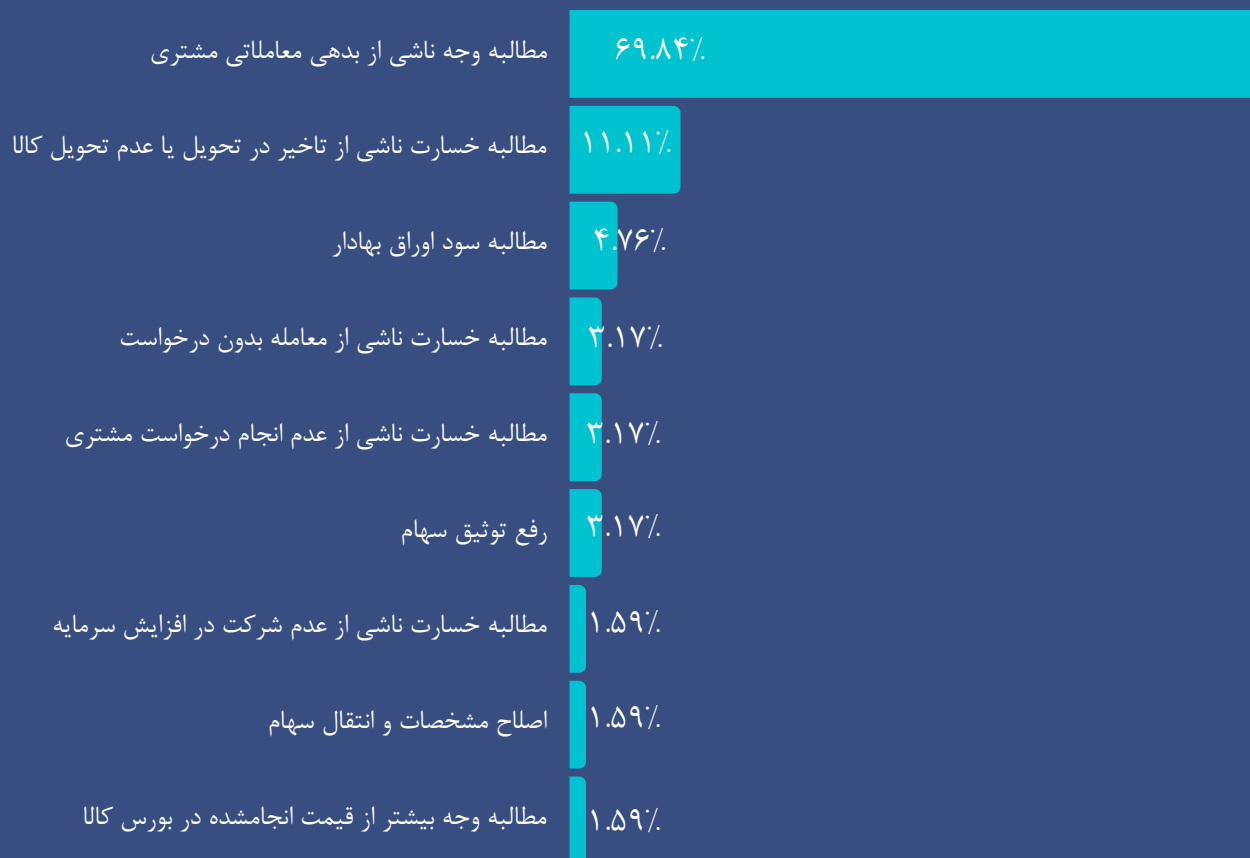 مطالبه وجه ناشی از بدهی معاملاتی مشتری ۶۹.۸۴٪
مطالبه خسارت ناشی از تاخیر در تحویل یا عدم تحویل کالا ۱۱.۱۱٪
مطالبه سود اوراق بهادار ۴.۷۶٪
مطالبه خسارت ناشی از معامله بدون درخواست ۳.۱۷٪
مطالبه خسارت ناشی از عدم انجام درخواست مشتری ۳.۱۷٪
رفع توثیق سهام ۳.۱۷٪
مطالبه خسارت ناشی از عدم شرکت در افزایش سرمایه ۱.۵۹٪
اصلاح مشخصات و انتقال سهام ۱.۵۹٪
مطالبه وجه بیشتر از قیمت انجامشده در بورس کالا ۱.۵۹٪